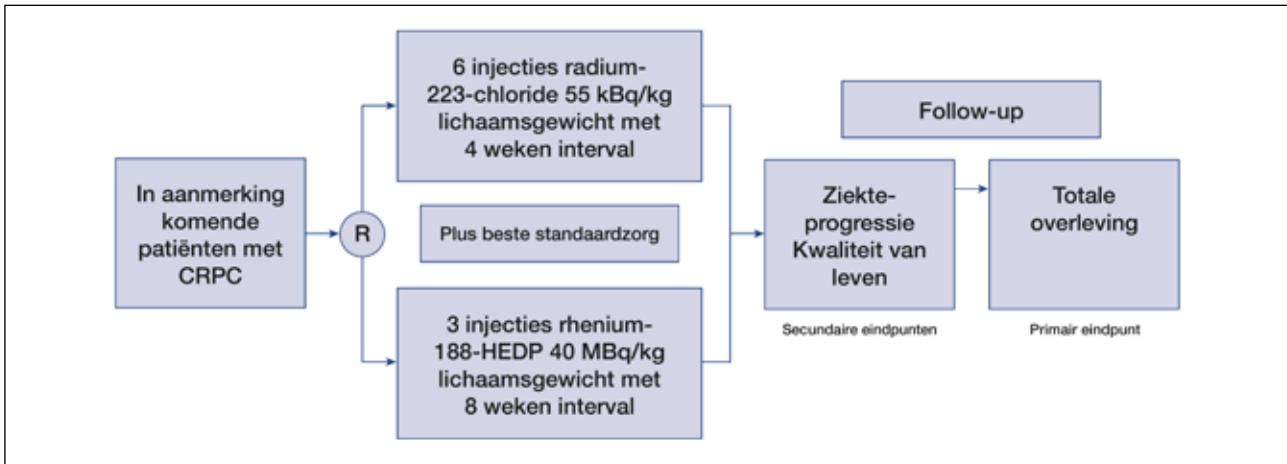 In aanmerking
komende
patiënten met
CRPC
R
6 injecties radium-
223-chloride 55 kBq/kg
lichaamsgewicht met
4 weken interval
Plus beste standaardzorg
3 injecties rhenium-
188-HEDP 40 MBq/kg
lichaamsgewicht met
8 weken interval
Follow-up
Ziekte-
progressie
Kwaliteit van
leven
Secundaire eindpunten
Totale
overleving
Primair eindpunt